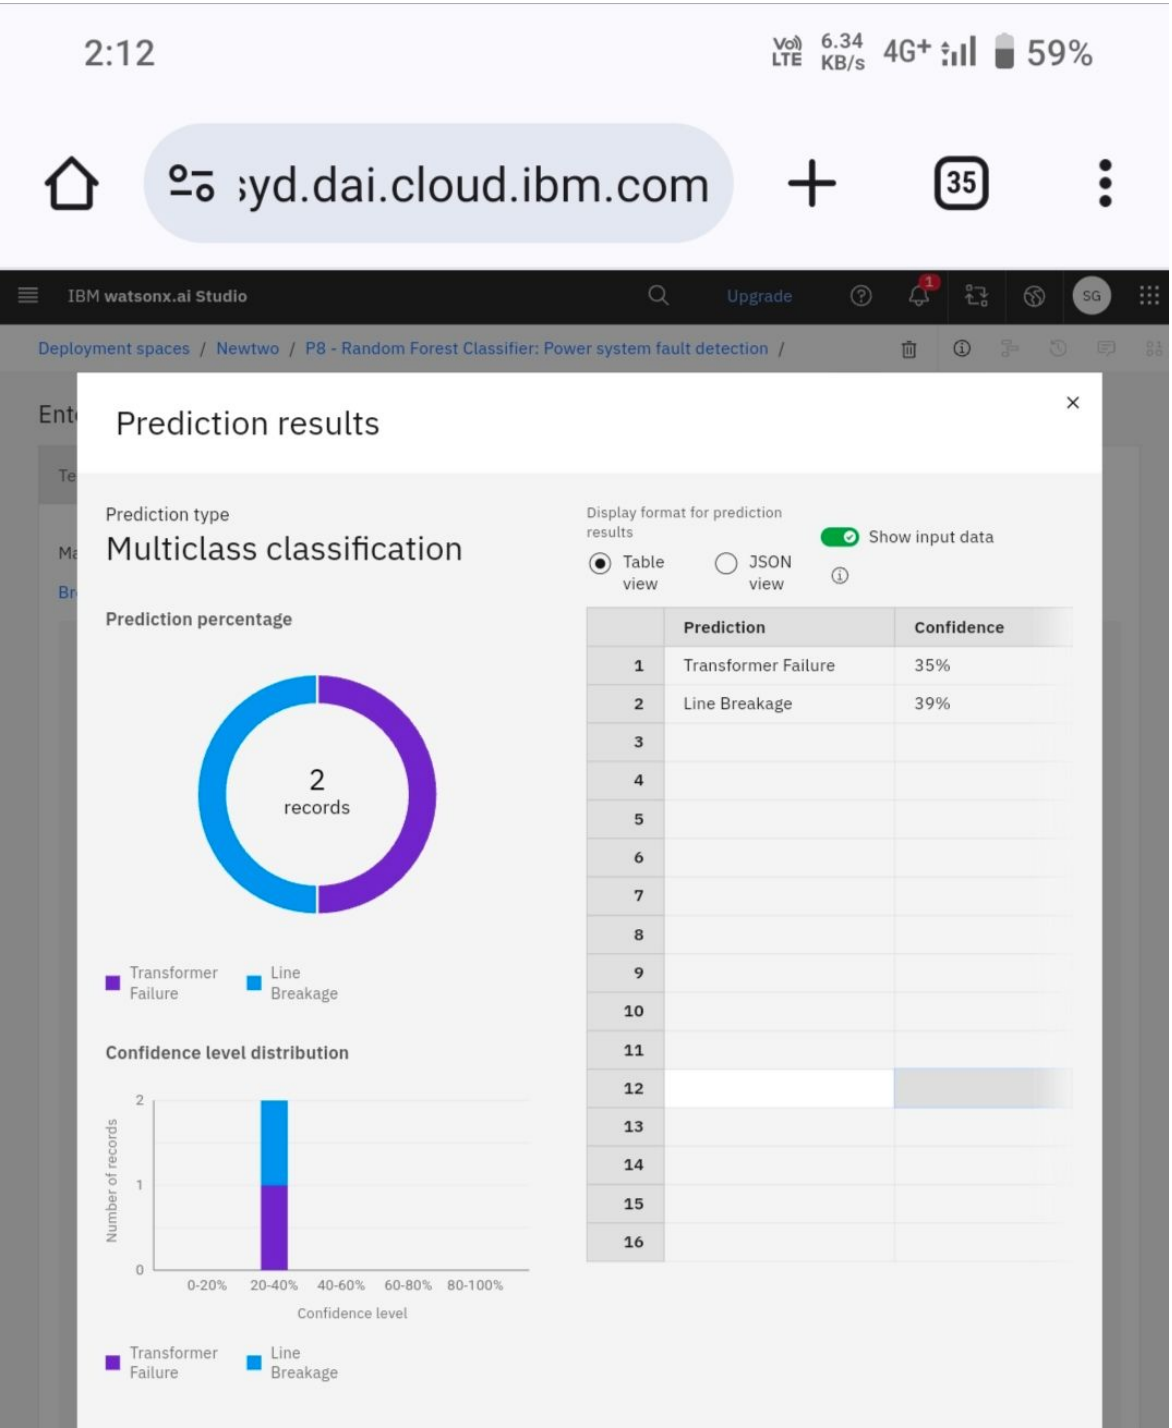 2:12
Vo) LTE 6.34 KB/s 4G+ 59%
syd.dai.cloud.ibm.com
35
IBM watsonx.ai Studio
Upgrade
1
SG
Deployment spaces / Newtwo / P8 - Random Forest Classifier: Power system fault detection /
Ent
Te
Ma
Br
Prediction results
Prediction type
Multiclass classification
Prediction percentage
2
records
Transformer Failure
Line Breakage
Confidence level distribution
Number of records
2
1
0
0-20% 20-40% 40-60% 60-80% 80-100%
Confidence level
Transformer Failure
Line Breakage
Display format for prediction
results
Table view
JSON view
Show input data
Prediction Confidence
1 Transformer Failure 35%
2 Line Breakage 39%
3
4
5
6
7
8
9
10
11
12
13
14
15
16